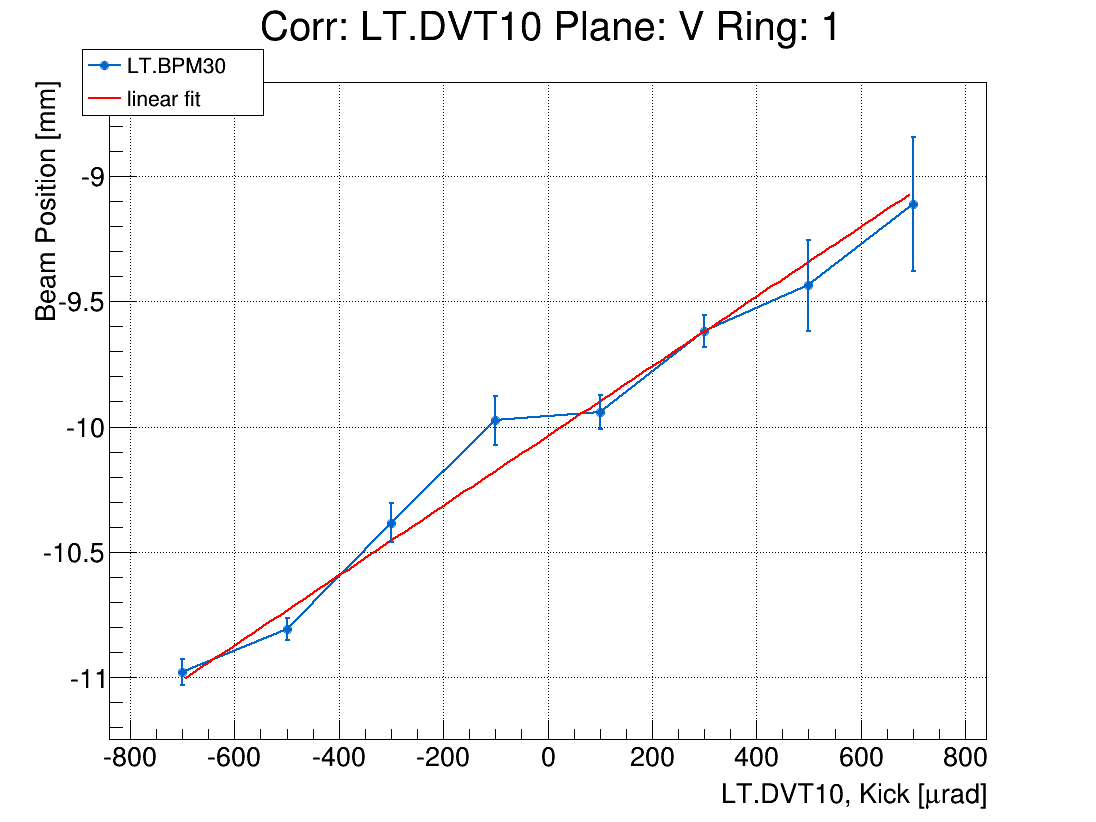 Corr: LT.DVT10 Plane: V Ring: 1
LT.BPM30
linear fit
Beam Position [mm]
-9
-9.5
-10
-10.5
-11
-800 -600 -400 -200 0 200 400 600 800
LT.DVT10, Kick [μrad]